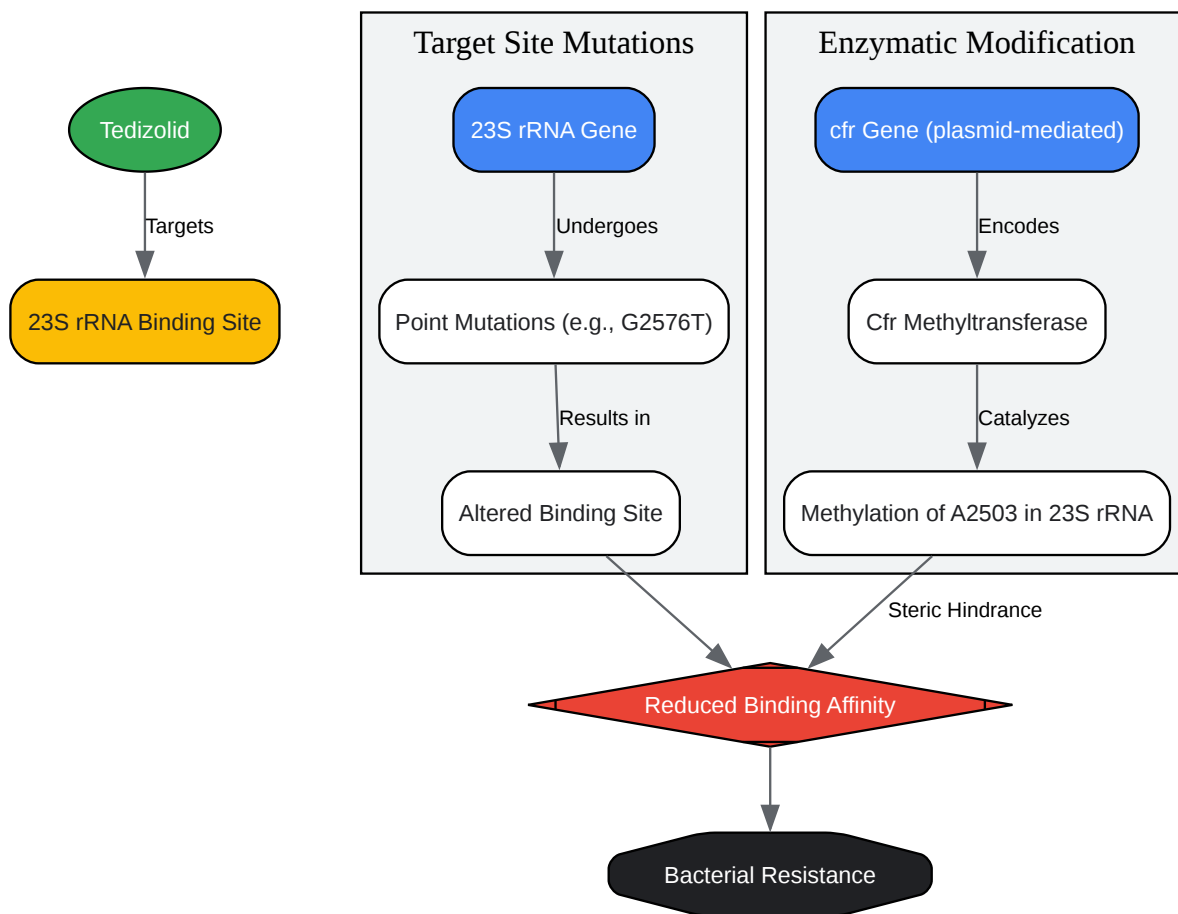 Target Site Mutations
Enzymatic Modification
Tedizolid
23S rRNA Gene
cfr Gene (plasmid-mediated)
Targets
Undergoes
Encodes
23S rRNA Binding Site
Point Mutations (e.g., G2576T)
Cfr Methyltransferase
Results in
Catalyzes
Altered Binding Site
Methylation of A2503 in 23S rRNA
Steric Hindrance
Reduced Binding Affinity
Bacterial Resistance